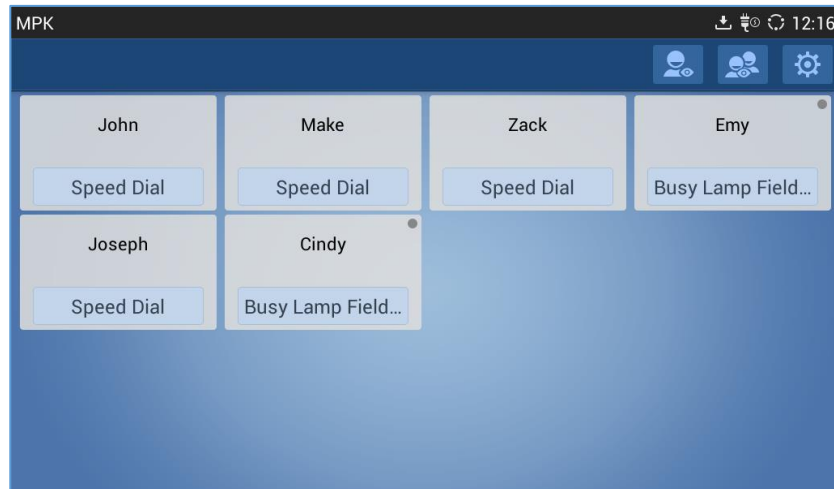 MPK 12:16
John Make Zack Emy
Speed Dial Speed Dial Speed Dial Busy Lamp Field...
Joseph Cindy
Speed Dial Busy Lamp Field...